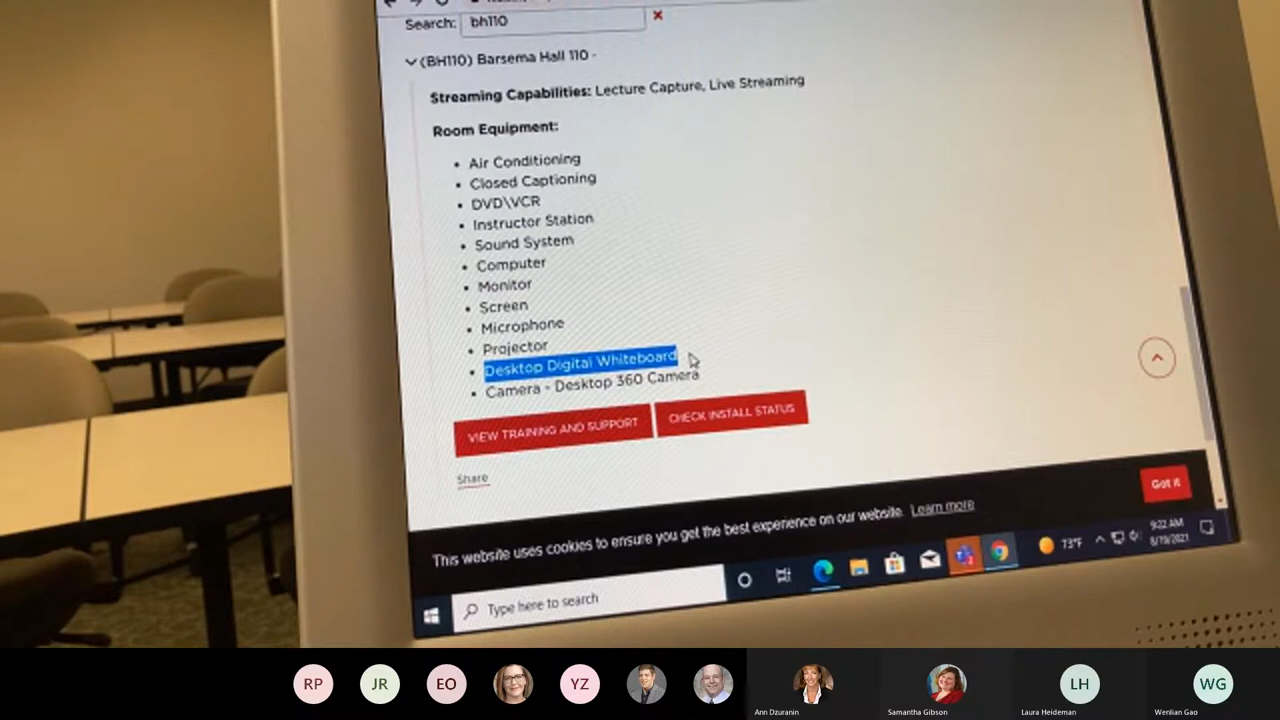 Search: bh110
(BH110) Barsema Hall 110 -
Streaming Capabilities: Lecture Capture, Live Streaming
Room Equipment:
• Air Conditioning
• Closed Captioning
• DVD\VCR
• Instructor Station
• Sound System
• Computer
• Monitor
• Screen
• Microphone
• Projector
• Desktop Digital Whiteboard
• Camera - Desktop 360 Camera
VIEW TRAINING AND SUPPORT CHECK INSTALL STATUS
Share
This website uses cookies to ensure you get the best experience on our website. Learn more Got it
Type here to search 73°F 9:22 AM
8/19/2021
RP JR EO YZ LH WG
Ann Dzuranin Samantha Gibson Laura Heideman Wenlian Gao